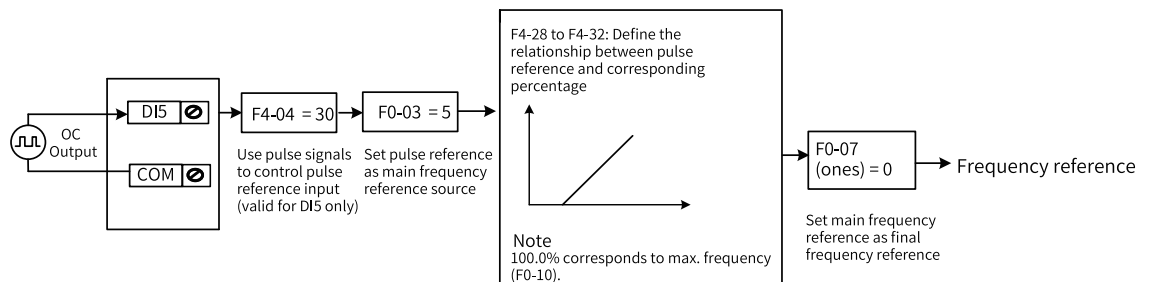 F4-28 to F4-32: Define the
relationship between pulse
reference and corresponding
percentage
DI5
OC
Output
COM
F4-04 = 30
Use pulse signals
to control pulse
reference input
(valid for DI5 only)
F0-03 = 5
Set pulse reference
as main frequency
reference source
Note
100.0% corresponds to max. frequency
(F0-10).
F0-07
(ones) = 0
Set main frequency
reference as final
frequency reference
Frequency reference